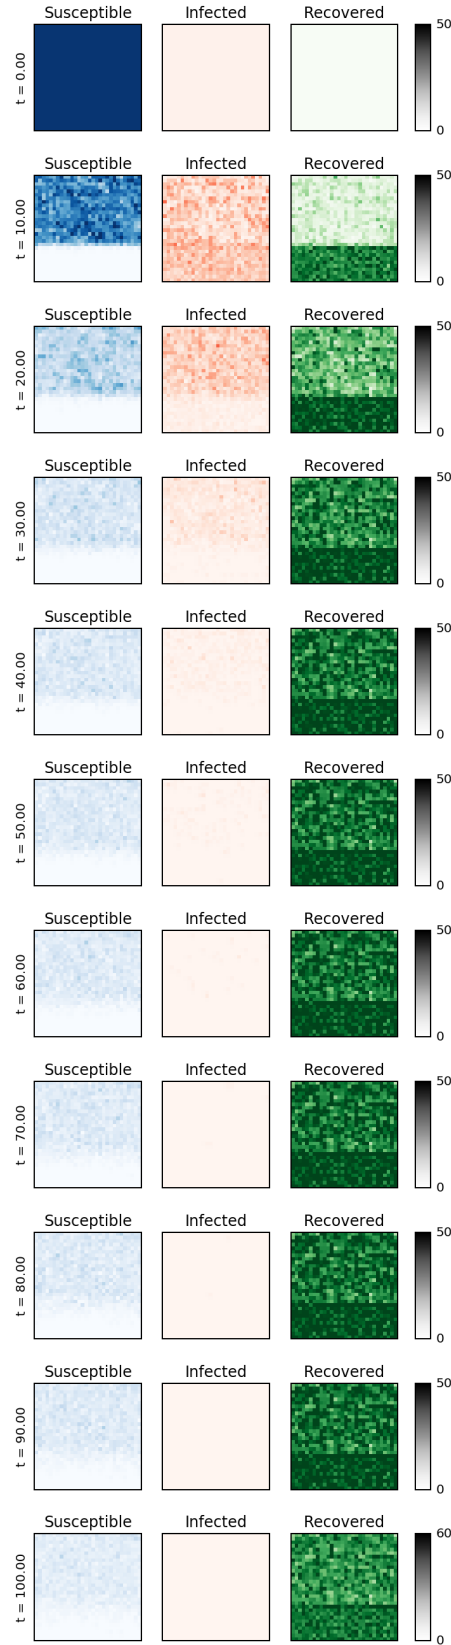 Susceptible Infected Recovered
50
t = 0.00
0
Susceptible Infected Recovered
50
t = 10.00
0
Susceptible Infected Recovered
50
t = 20.00
0
Susceptible Infected Recovered
50
t = 30.00
0
Susceptible Infected Recovered
50
t = 40.00
0
Susceptible Infected Recovered
50
t = 50.00
0
Susceptible Infected Recovered
50
t = 60.00
0
Susceptible Infected Recovered
50
t = 70.00
0
Susceptible Infected Recovered
50
t = 80.00
0
Susceptible Infected Recovered
50
t = 90.00
0
Susceptible Infected Recovered
60
t = 100.00
0